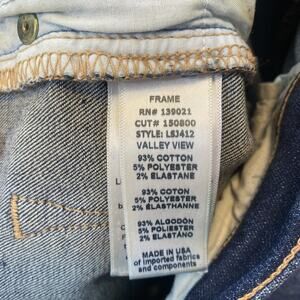 FRAME
RN# 139021
CUT# 150800
STYLE: LSJ412
VALLEY VIEW
93% COTTON
5% POLYESTER
2% ELASTANE
93% COTON
5% POLYESTER
2% ÉLASTHANNE
93% ALGODÓN
5% POLIESTER
2% ELASTANO
MADE IN USA
of imported fabrics
and components